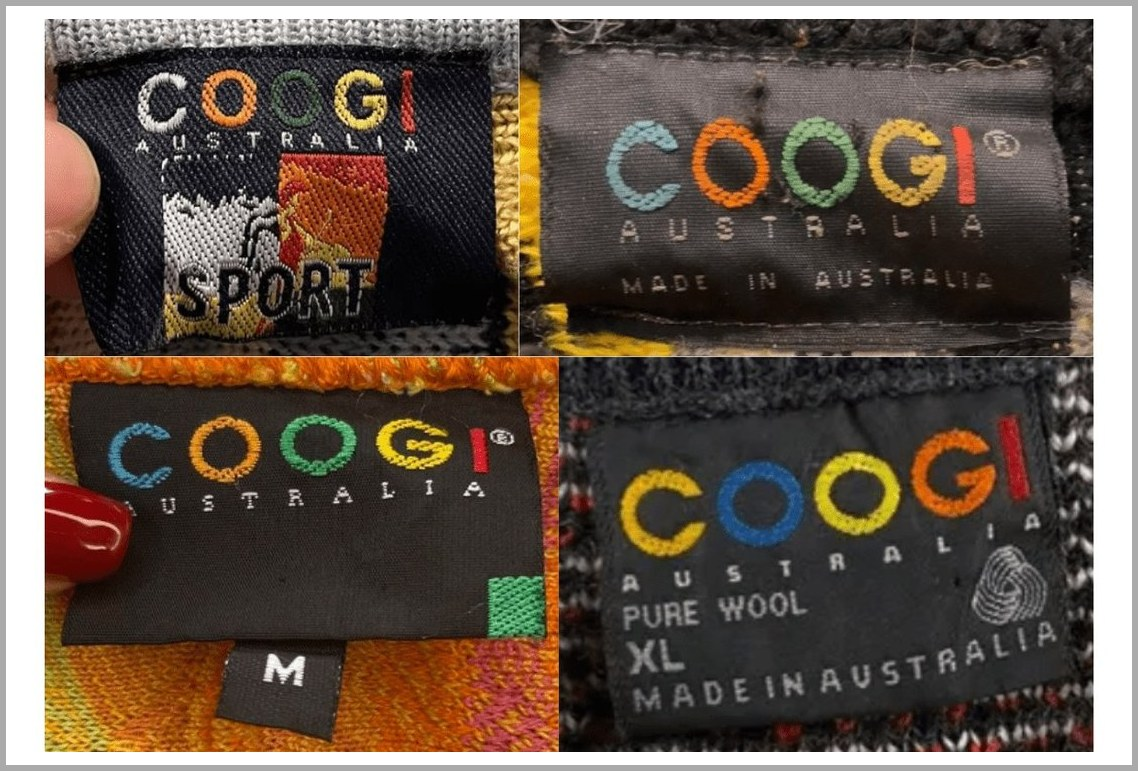 COOGI
AUSTRALIA
SPORT
COOGI®
AUSTRALIA
MADE IN AUSTRALIA
COOGI®
AUSTRALIA
M
COOGI
AUSTRALIA
PURE WOOL
XL
MADE IN AUSTRALIA